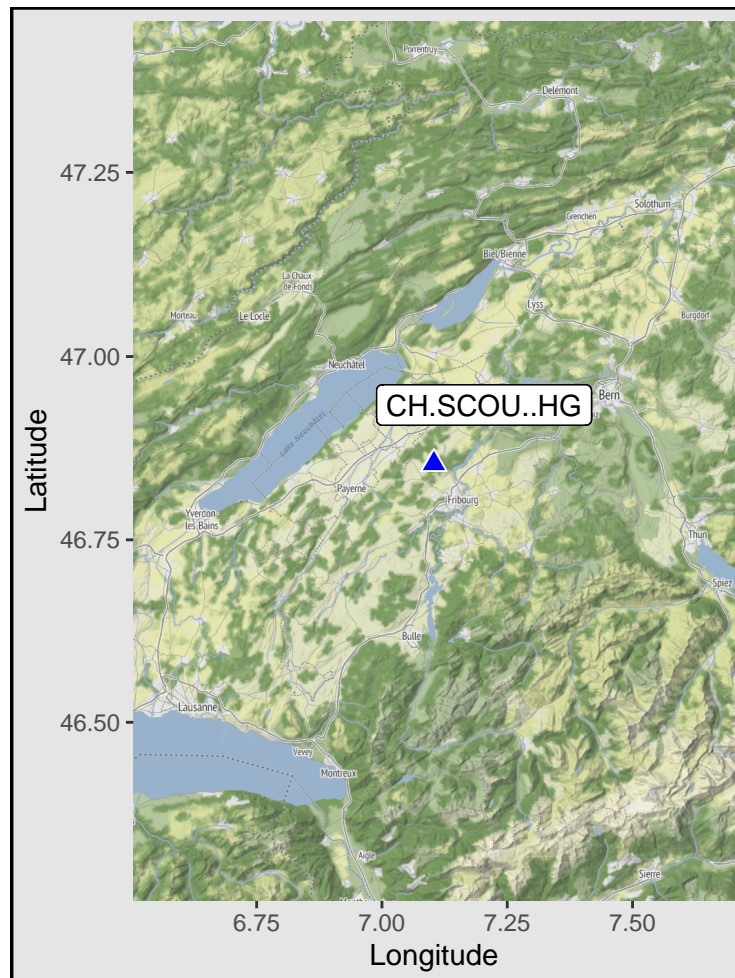 Porrentruy
Delémont
47.25
Solothurn
Grenchen
Biel/Bienne
La Chaux
de-Fonds
Lyss
Morteau
Le Locle
Burgdorf
47.00
Neuchâtel
CH.SCOU..HG
Bern
Lake Neuchâtel
Latitude
Payerne
Fribourg
Yverdon
les-Bains
46.75
Thun
Spiez
Bulle
Lausanne
46.50
Vevey
Montreux
Aigle
Sierre
6.75
7.00
7.25
7.50
Longitude